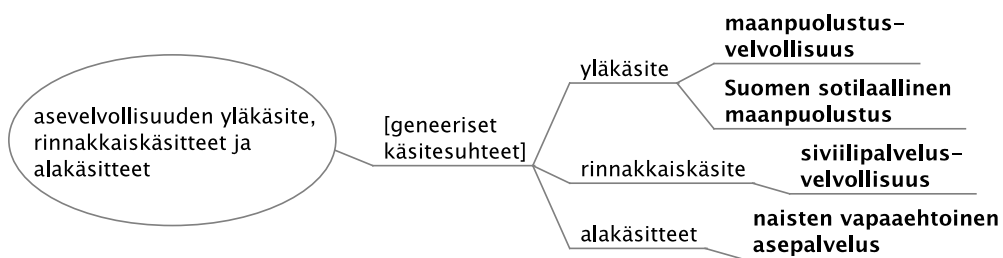 asevelvollisuuden yläkäsite,
rinnakkaiskäsitteet ja
alakäsitteet
[geneeriset
käsitesuhteet]
yläkäsite
maanpuolustus-
velvollisuus
Suomen sotilaallinen
maanpuolustus
rinnakkaiskäsite
siviilipalvelus-
velvollisuus
alakäsitteet
naisten vapaaehtoinen
asepalvelus